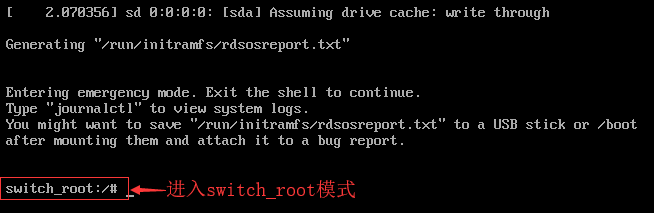 [    2.070356] sd 0:0:0:0: [sda] Assuming drive cache: write through
Generating "/run/initramfs/rdsosreport.txt"
Entering emergency mode. Exit the shell to continue.
Type "journalctl" to view system logs.
You might want to save "/run/initramfs/rdsosreport.txt" to a USB stick or /boot
after mounting them and attach it to a bug report.
switch_root:/# _ 进入switch_root模式